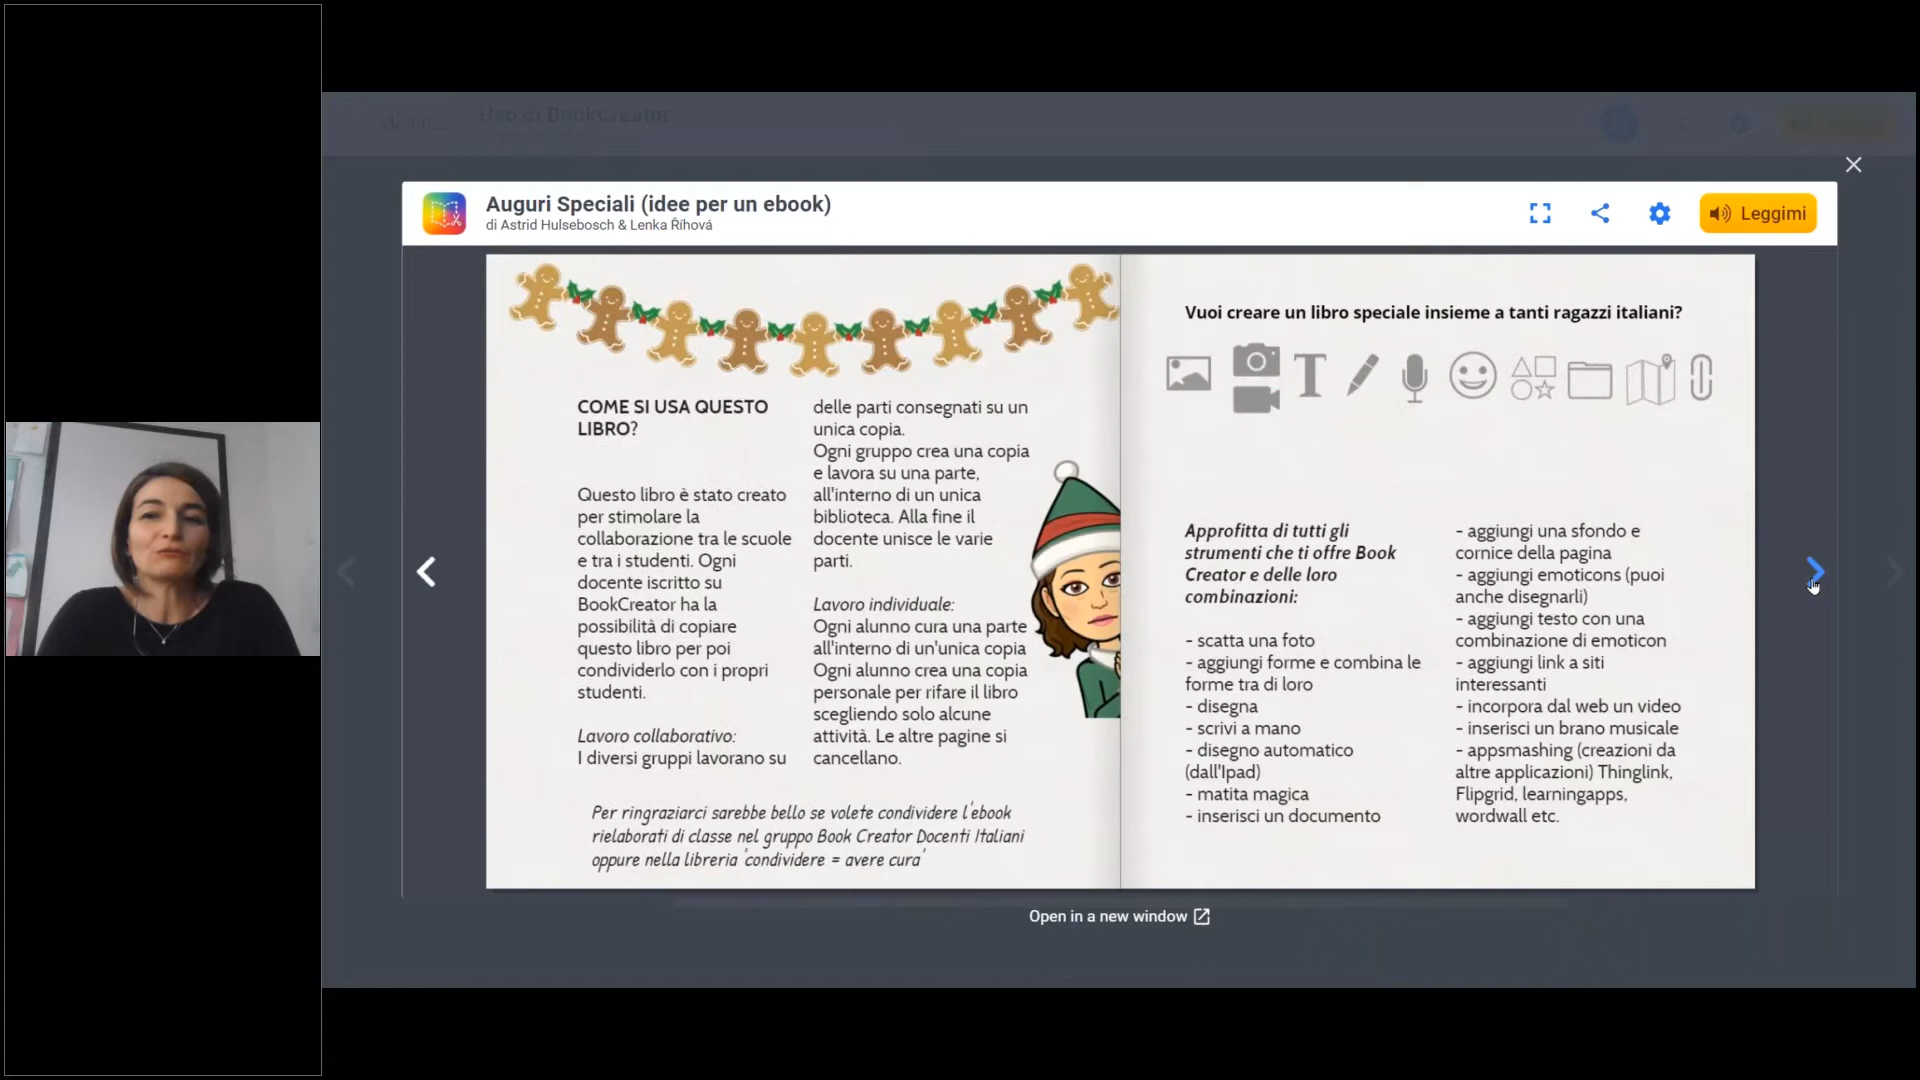 Uso di BookCreator
Auguri Speciali (idee per un ebook)
di Astrid Hulsebosch & Lenka Říhová
Leggimi
COME SI USA QUESTO
LIBRO?
Questo libro è stato creato
per stimolare la
collaborazione tra le scuole
e tra i studenti. Ogni
docente iscritto su
BookCreator ha la
possibilità di copiare
questo libro per poi
condividerlo con i propri
studenti.
Lavoro collaborativo:
I diversi gruppi lavorano su
delle parti consegnati su un
unica copia.
Ogni gruppo crea una copia
e lavora su una parte,
all'interno di un unica
biblioteca. Alla fine il
docente unisce le varie
parti.
Lavoro individuale:
Ogni alunno cura una parte
all'interno di un'unica copia
Ogni alunno crea una copia
personale per rifare il libro
scegliendo solo alcune
attività. Le altre pagine si
cancellano.
Per ringraziarci sarebbe bello se volete condividere l'ebook
rielaborati di classe nel gruppo Book Creator Docenti Italiani
oppure nella libreria 'condividere = avere cura'
Vuoi creare un libro speciale insieme a tanti ragazzi italiani?
T
Approfitta di tutti gli
strumenti che ti offre Book
Creator e delle loro
combinazioni:
- scatta una foto
- aggiungi forme e combina le
forme tra di loro
- disegna
- scrivi a mano
- disegno automatico
(dall'Ipad)
- matita magica
- inserisci un documento
- aggiungi una sfondo e
cornice della pagina
- aggiungi emoticons (puoi
anche disegnarli)
- aggiungi testo con una
combinazione di emoticon
- aggiungi link a siti
interessanti
- incorpora dal web un video
- inserisci un brano musicale
- appsmashing (creazioni da
altre applicazioni) Thinglink,
Flipgrid, learningapps,
wordwall etc.
Open in a new window